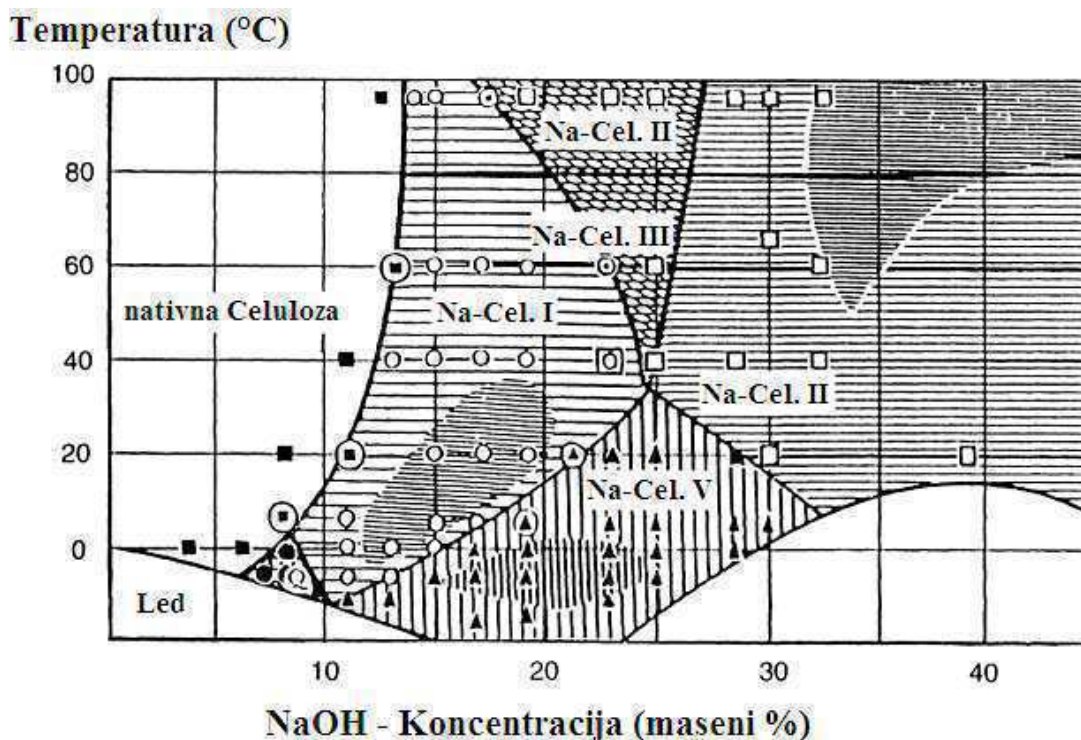 Temperatura (°C)
100
Na-Cel. II
80
Na-Cel. III
60
nativna Celuloza
Na-Cel. I
40
Na-Cel. II
20
Na-Cel. V
0
Led
10
20
30
40
NaOH - Koncentracija (maseni %)